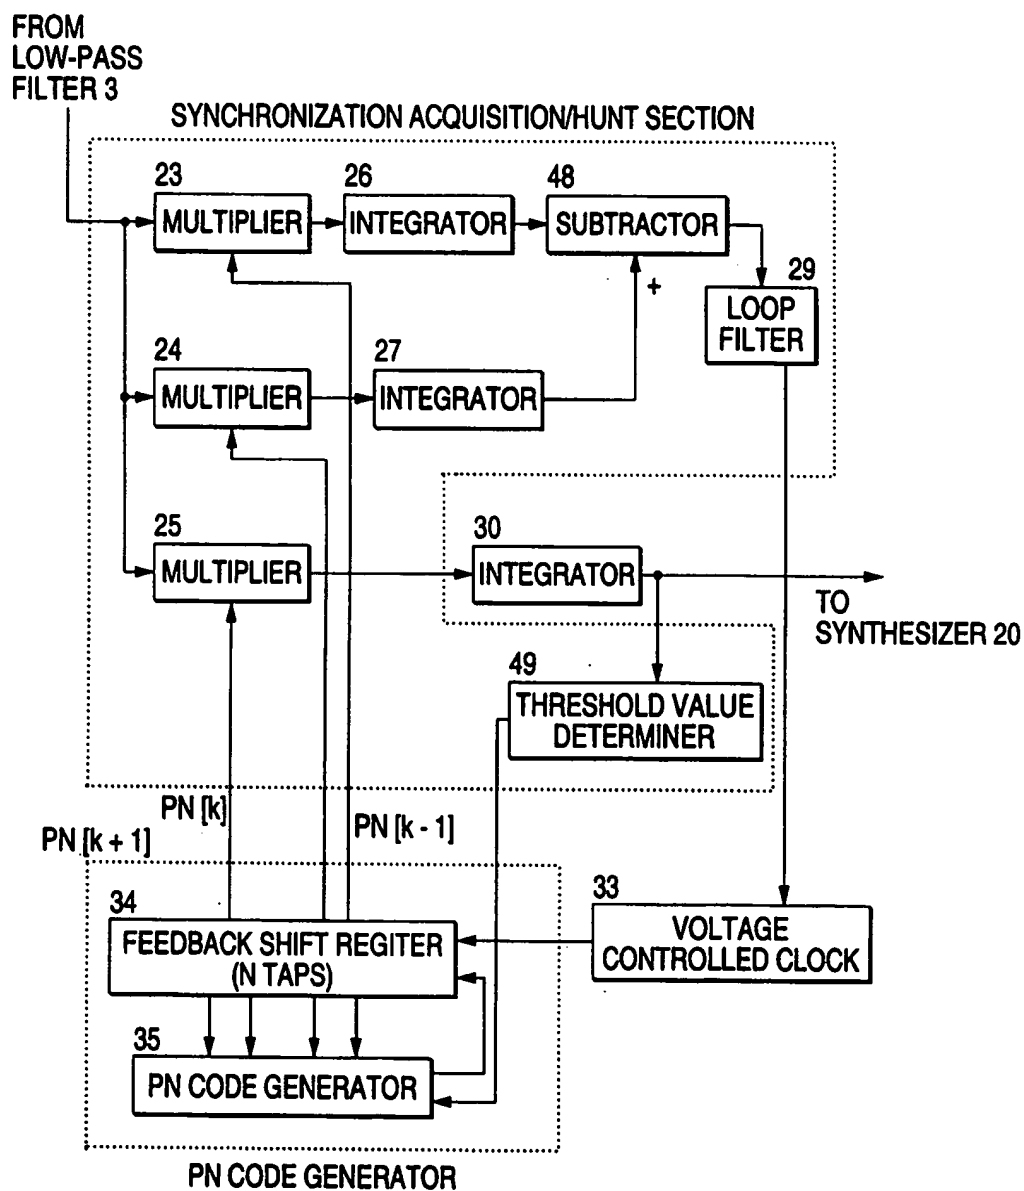 FROM
LOW-PASS
FILTER 3
SYNCHRONIZATION ACQUISITION/HUNT SECTION
23
MULTIPLIER
26
INTEGRATOR
48
SUBTRACTOR
+
29
LOOP
FILTER
24
MULTIPLIER
27
INTEGRATOR
25
MULTIPLIER
30
INTEGRATOR
TO
SYNTHESIZER 20
49
THRESHOLD VALUE
DETERMINER
PN [k]
PN [k + 1]
PN [k - 1]
34
FEEDBACK SHIFT REGITER
(N TAPS)
33
VOLTAGE
CONTROLLED CLOCK
35
PN CODE GENERATOR
PN CODE GENERATOR